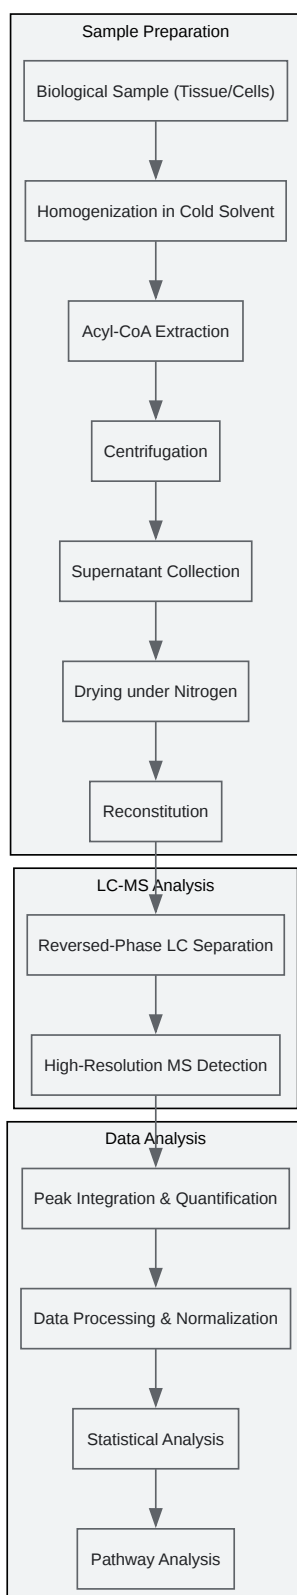 Sample Preparation
Biological Sample (Tissue/Cells)
Homogenization in Cold Solvent
Acyl-CoA Extraction
Centrifugation
Supernatant Collection
Drying under Nitrogen
Reconstitution
LC-MS Analysis
Reversed-Phase LC Separation
High-Resolution MS Detection
Data Analysis
Peak Integration & Quantification
Data Processing & Normalization
Statistical Analysis
Pathway Analysis